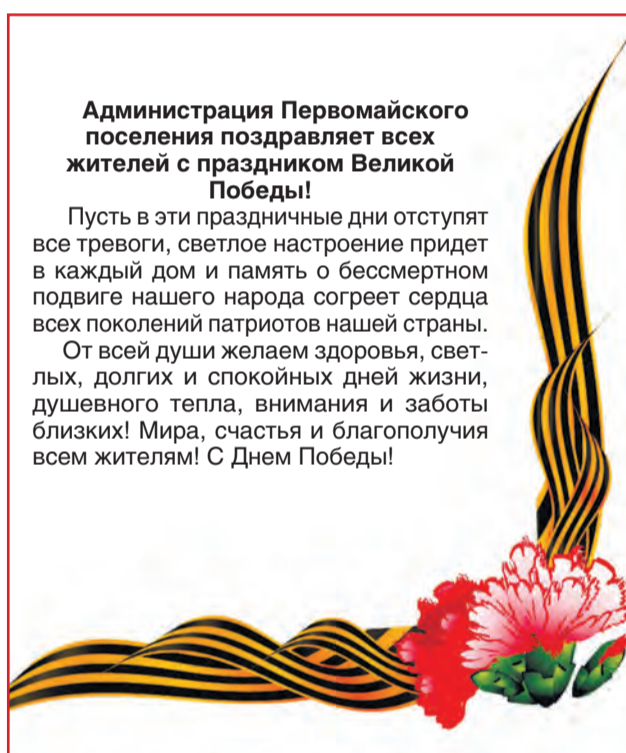 Администрация Первомайского
поселения поздравляет всех
жителей с праздником Великой
Победы!
Пусть в эти праздничные дни отступят
все тревоги, светлое настроение придет
в каждый дом и память о бессмертном
подвиге нашего народа согреет сердца
всех поколений патриотов нашей страны.
От всей души желаем здоровья, свет-
лых, долгих и спокойных дней жизни,
душевного тепла, внимания и заботы
близких! Мира, счастья и благополучия
всем жителям! С Днем Победы!